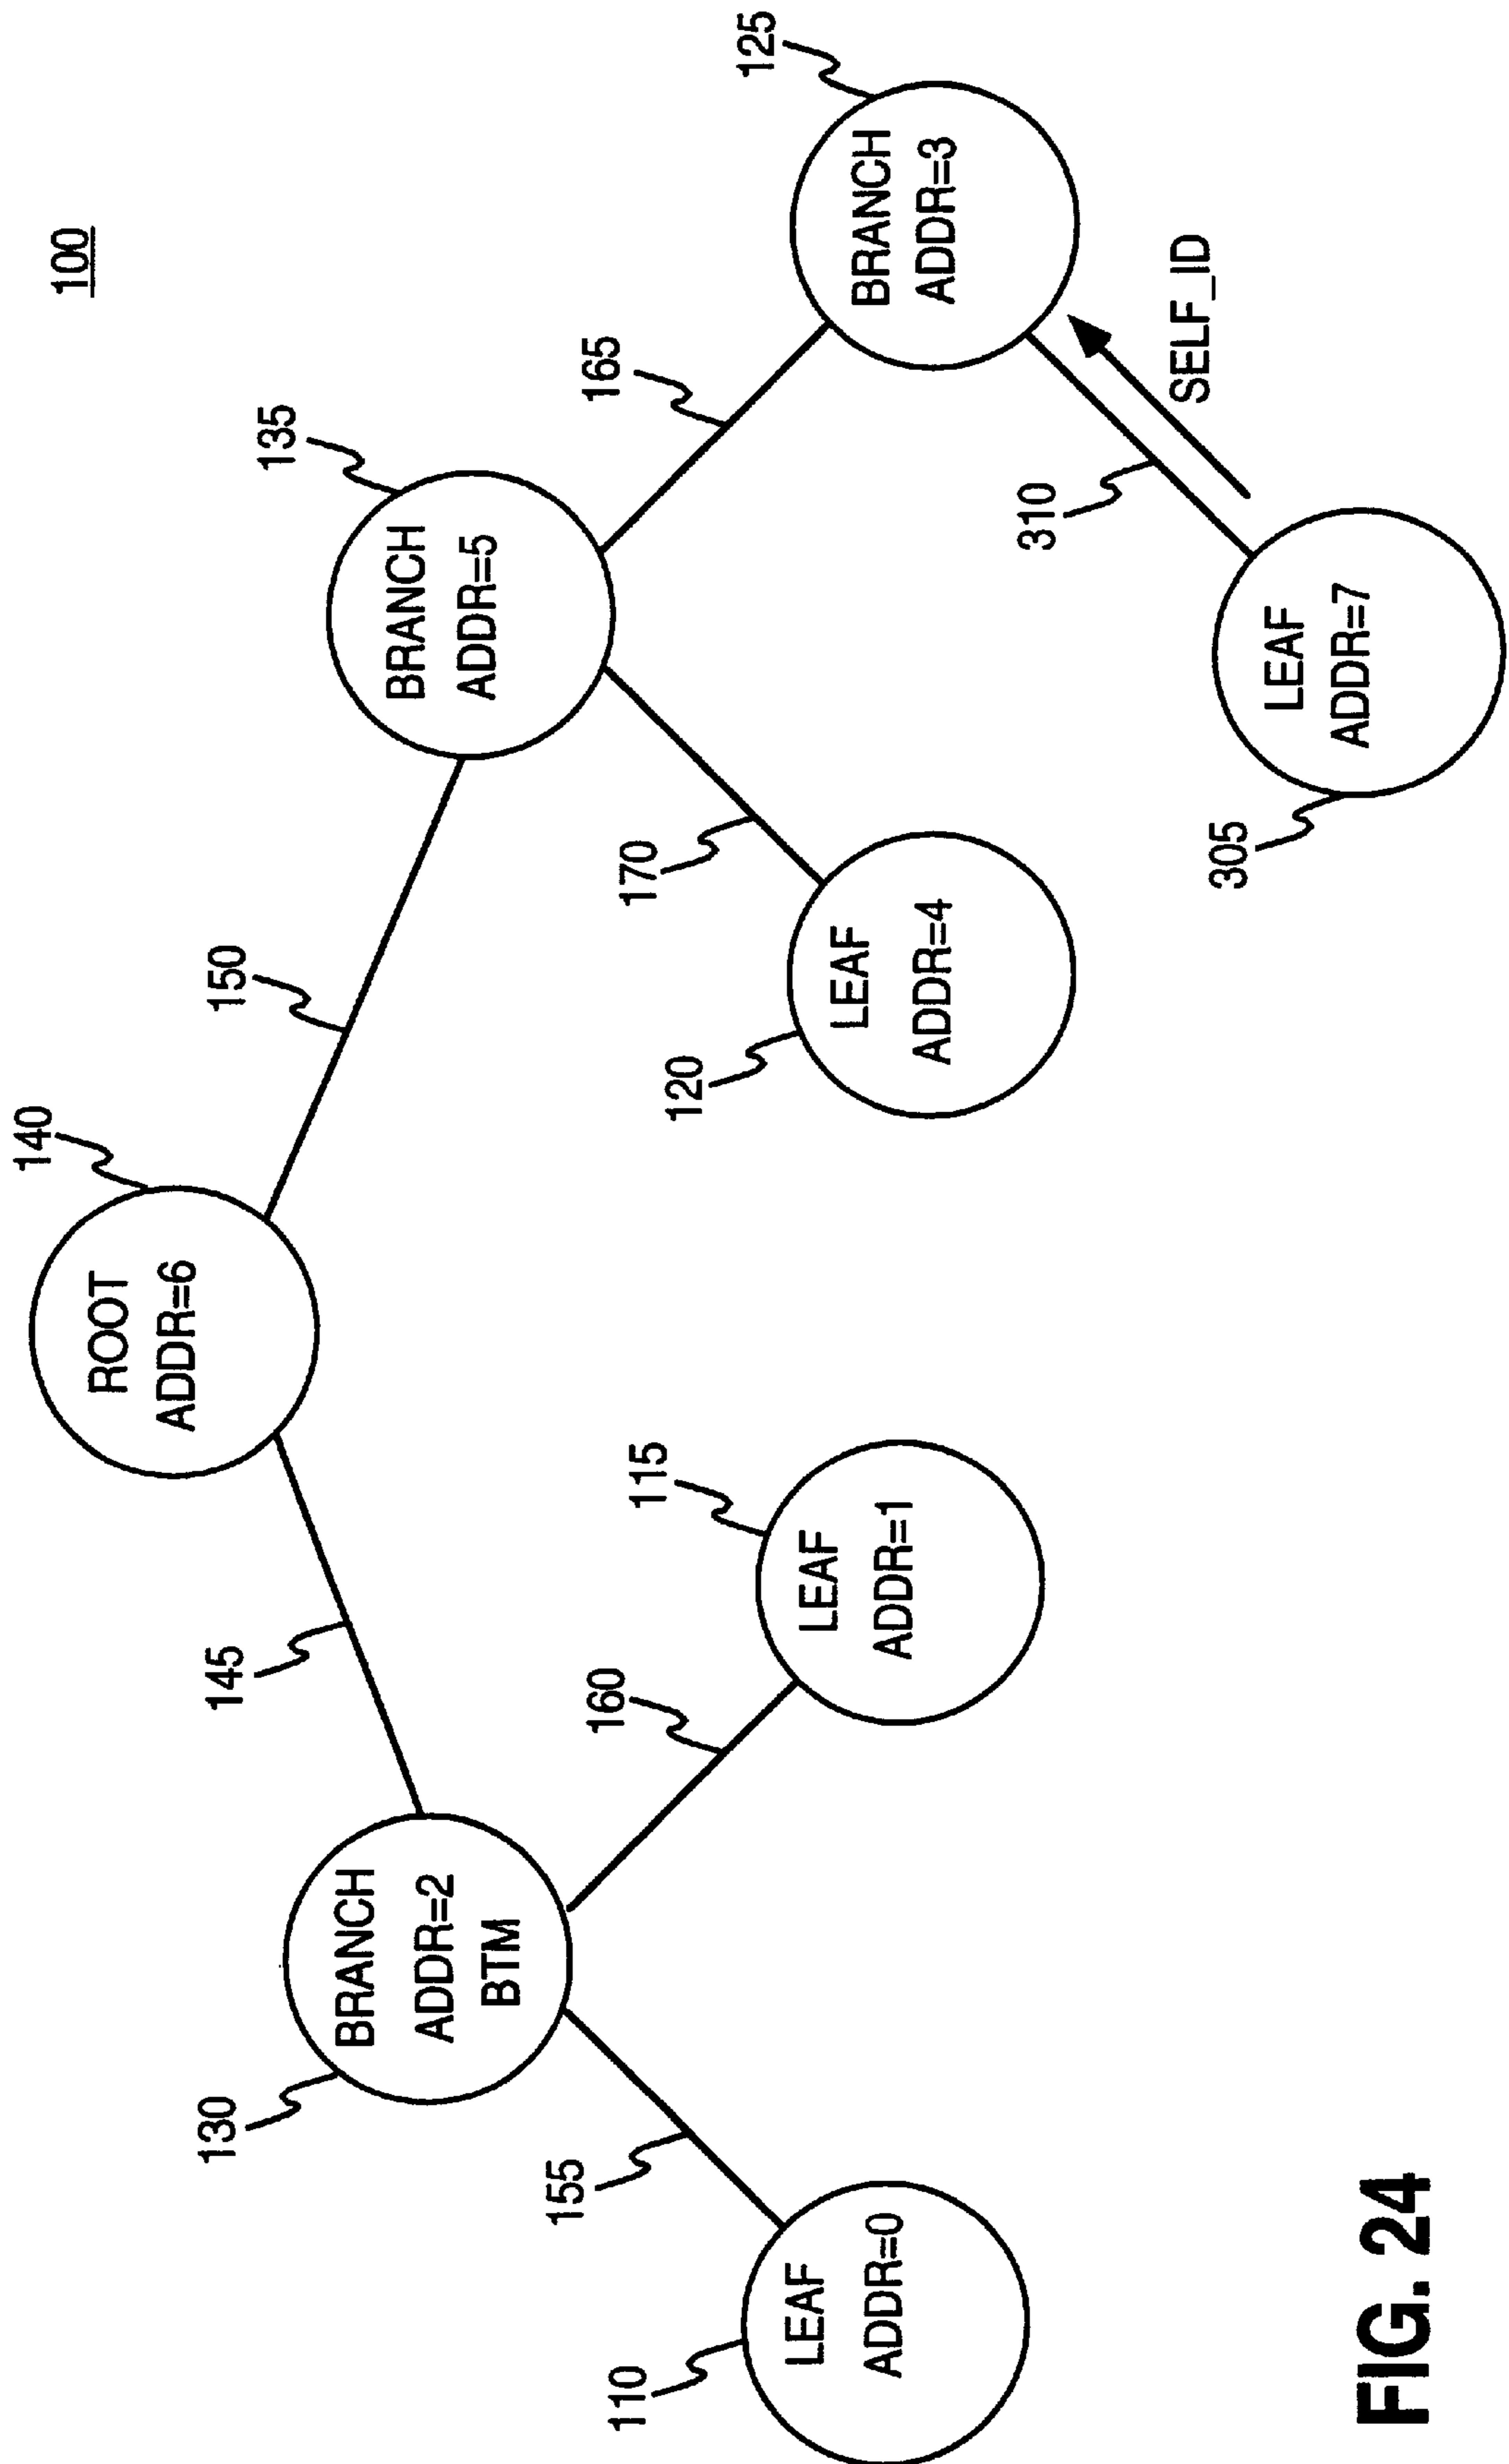 100
140
ROOT
ADDR=6
145
150
130
BRANCH
ADDR=2
BTM
135
BRANCH
ADDR=5
155
160
170
165
110
LEAF
ADDR=0
115
LEAF
ADDR=1
120
LEAF
ADDR=4
125
BRANCH
ADDR=3
310
SELF_ID
305
LEAF
ADDR=7
FIG. 24